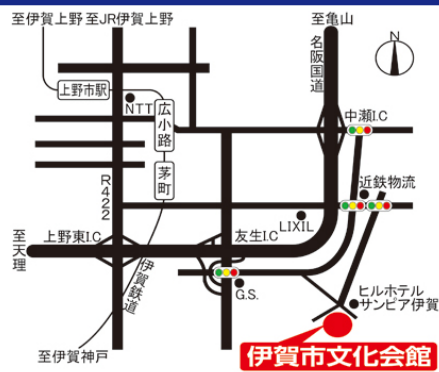 至伊賀上野 至JR伊賀上野
至亀山
名阪国道
N
上野市駅
NTT
広小路
中瀬I.C
茅町
R422
近鉄物流
LIXIL
至天理
上野東I.C
友生I.C
伊賀鉄道
G.S.
ヒルホテル
サンピア伊賀
至伊賀神戸
伊賀市文化会館